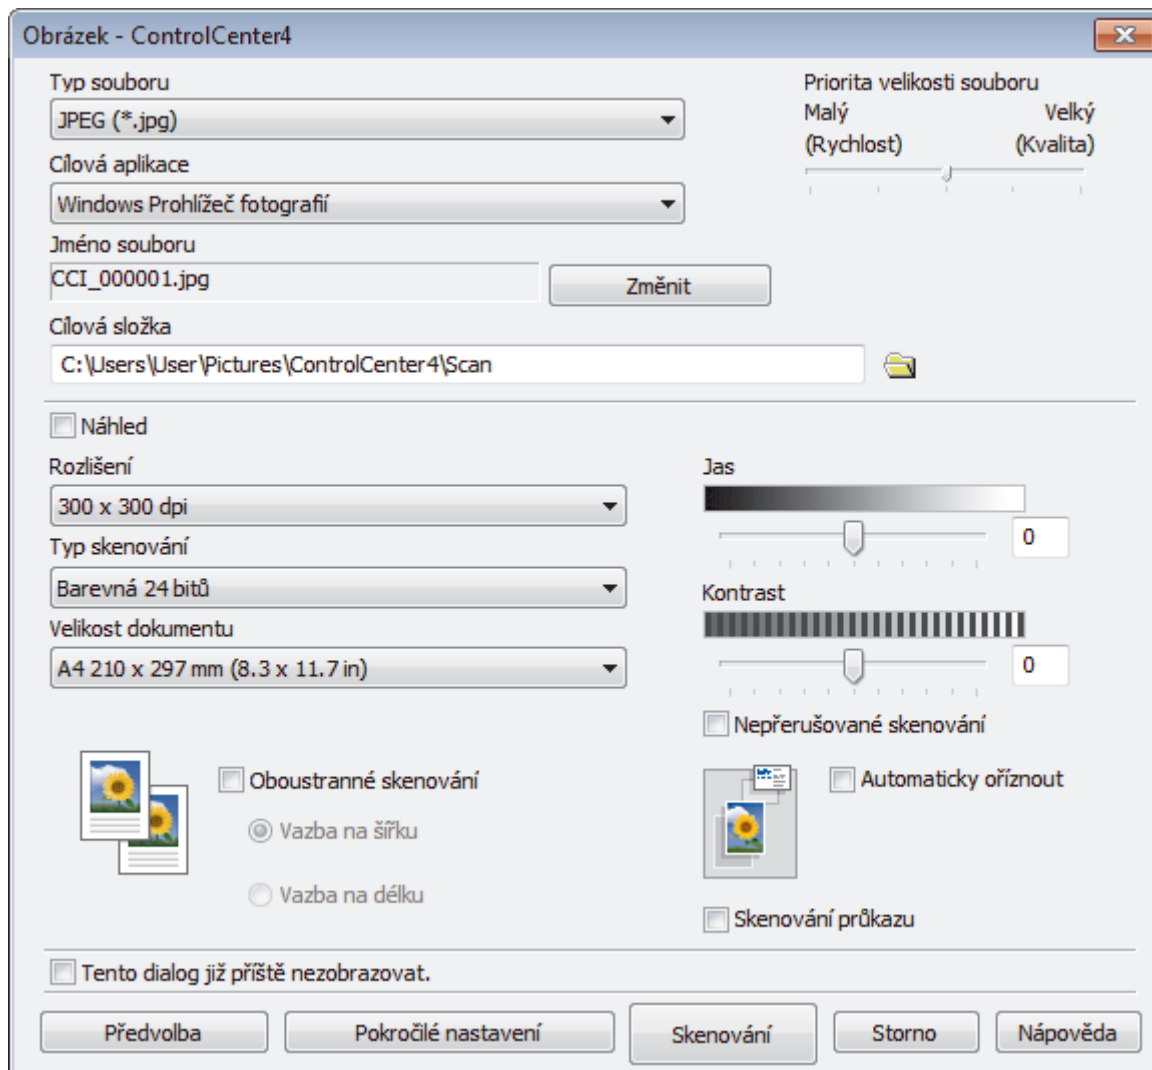 Obrázek - ControlCenter4
Typ souboru
JPEG (*.jpg)
Cílová aplikace
Windows Prohlížeč fotografií
Jméno souboru
CCI_000001.jpg
Změnit
Cílová složka
C:\Users\User\Pictures\ControlCenter4\Scan
Priorita velikosti souboru
Malý Velký
(Rychlost) (Kvalita)
Náhled
Rozlišení
300 x 300 dpi
Typ skenování
Barevná 24 bitů
Velikost dokumentu
A4 210 x 297 mm (8.3 x 11.7 in)
Jas
0
Kontrast
0
Nepřerušované skenování
Oboustranné skenování
Vazba na šířku
Vazba na délku
Automaticky oříznout
Skenování průkazu
Tento dialog již příště nezobrazovat.
Předvolba Pokročilé nastavení Skenování Storno Nápověda